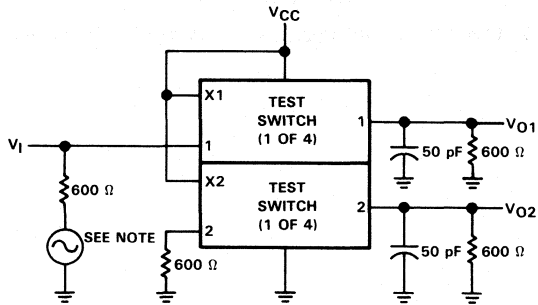 VCC
X1
TEST
SWITCH
(1 OF 4)
1
1
VO1
VI
50 pF
600 Ω
600 Ω
X2
TEST
SWITCH
(1 OF 4)
2
2
VO2
SEE NOTE
600 Ω
50 pF
600 Ω